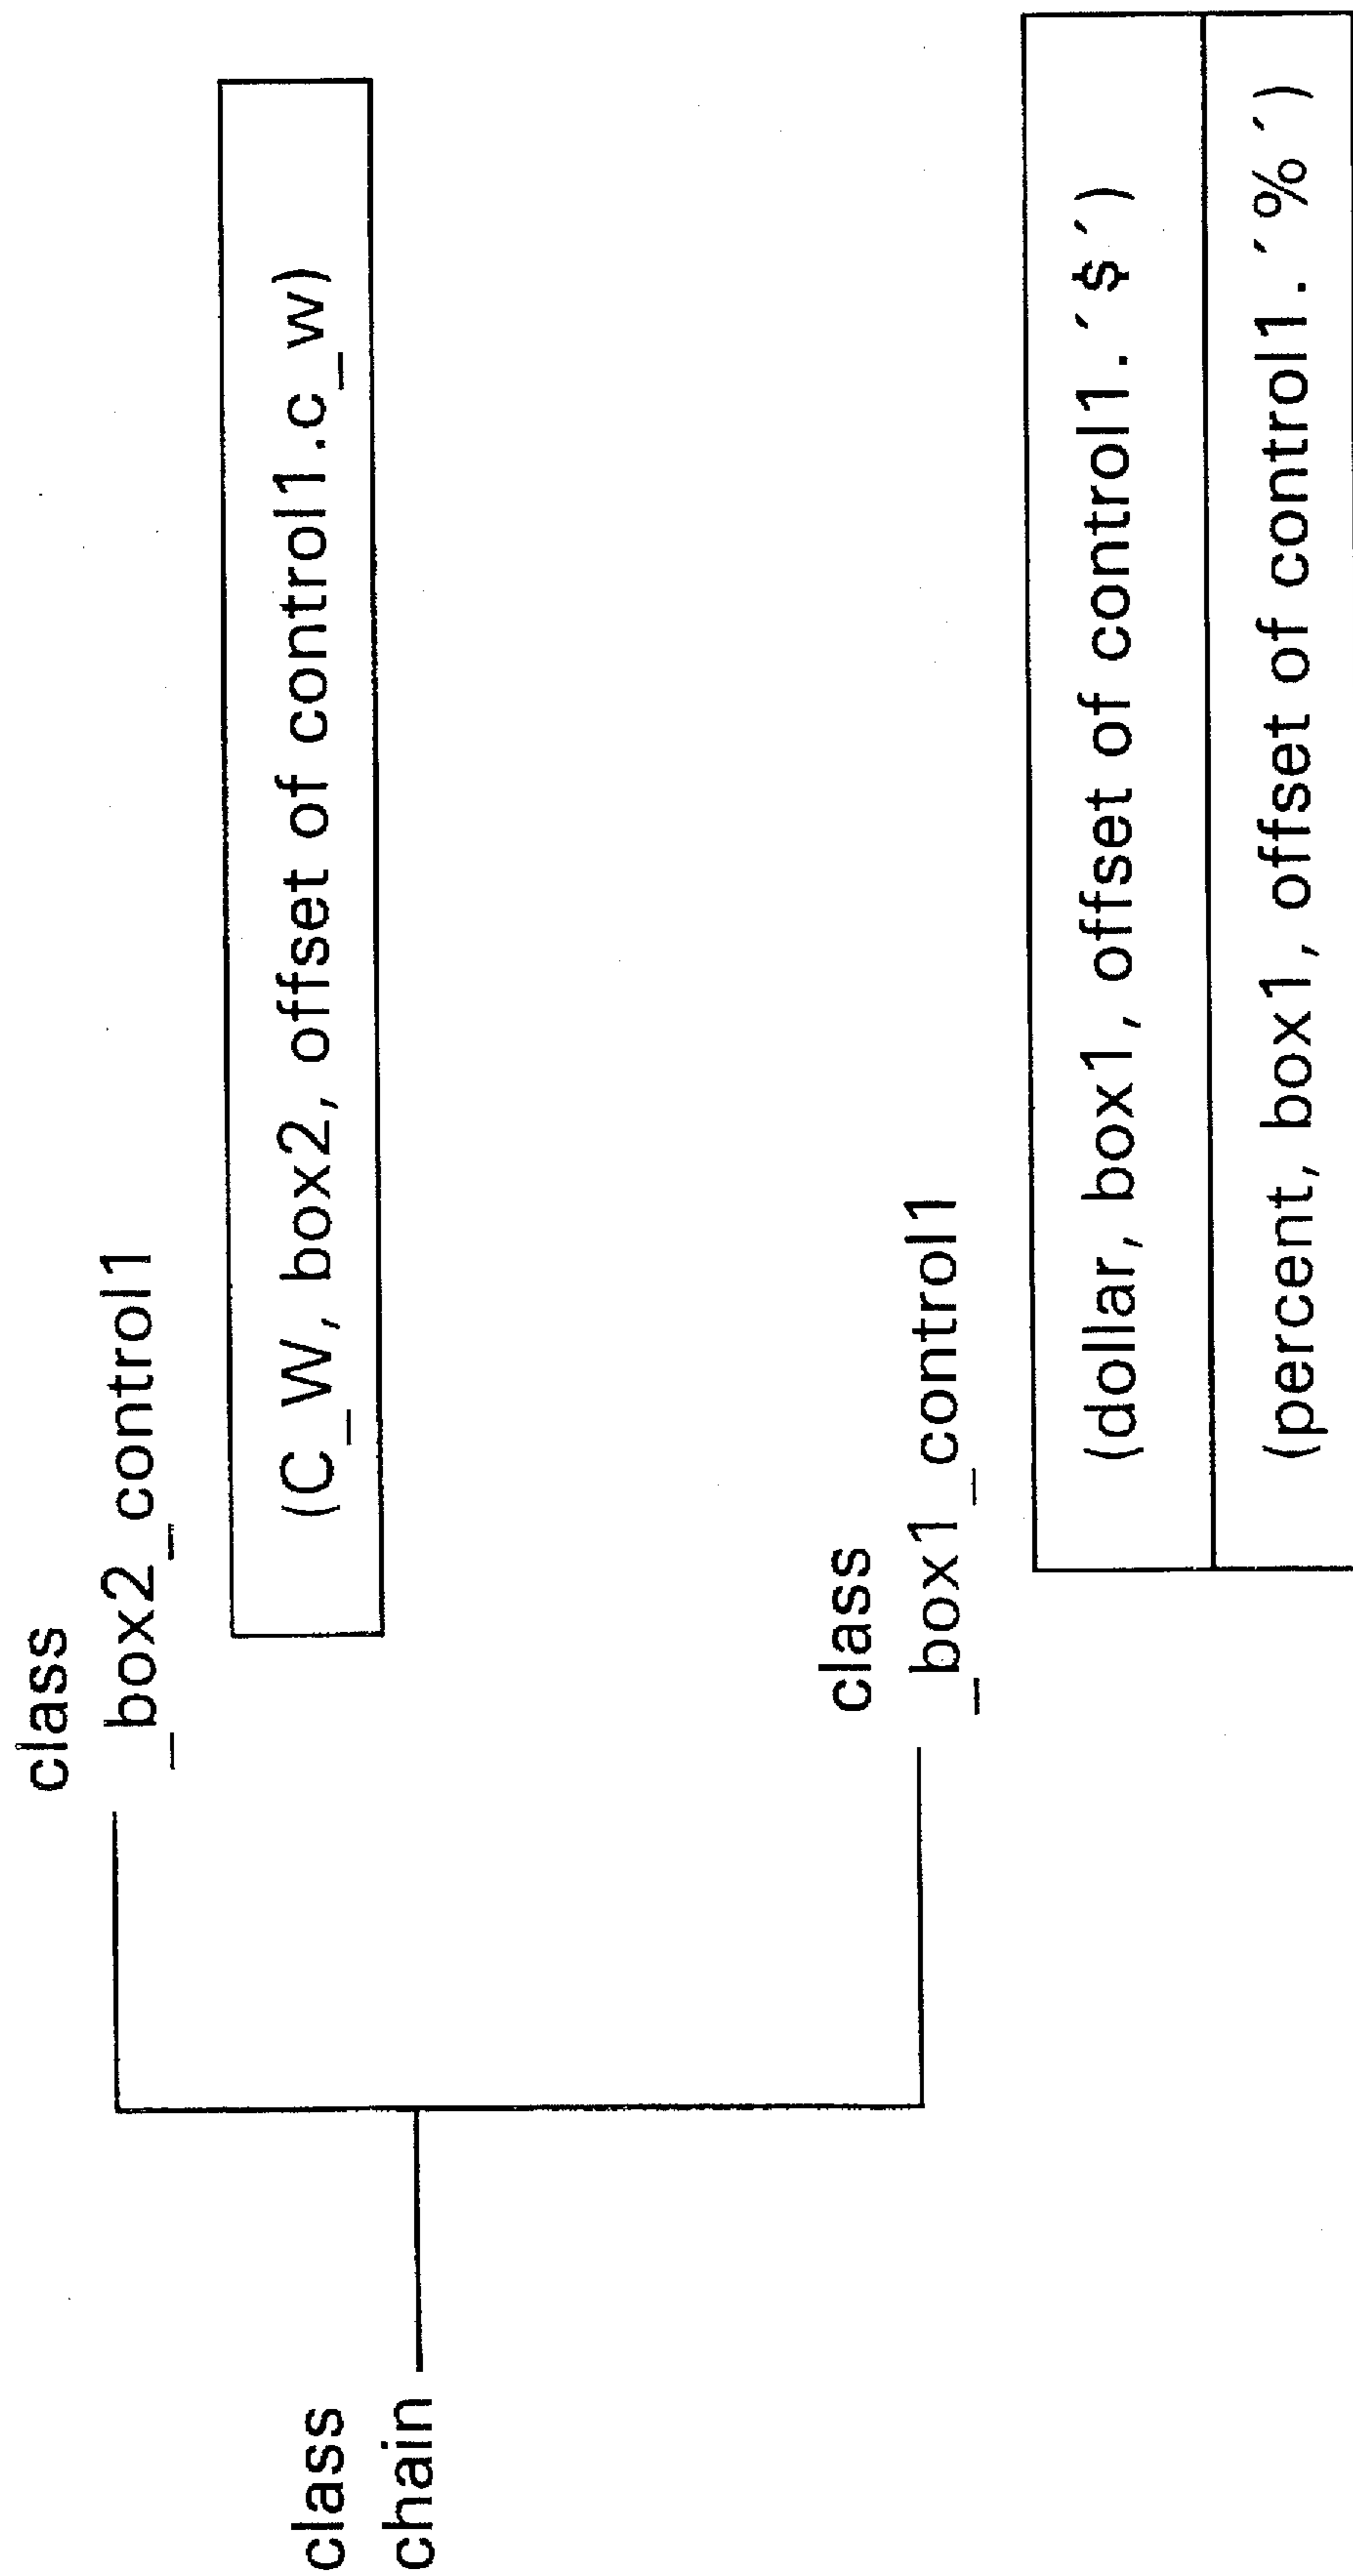 class
_box2_control1
(C_W, box2, offset of control1.c_w)
class
chain
class
_box1_control1
(dollar, box1, offset of control1.´$´)
(percent, box1, offset of control1.´%´)